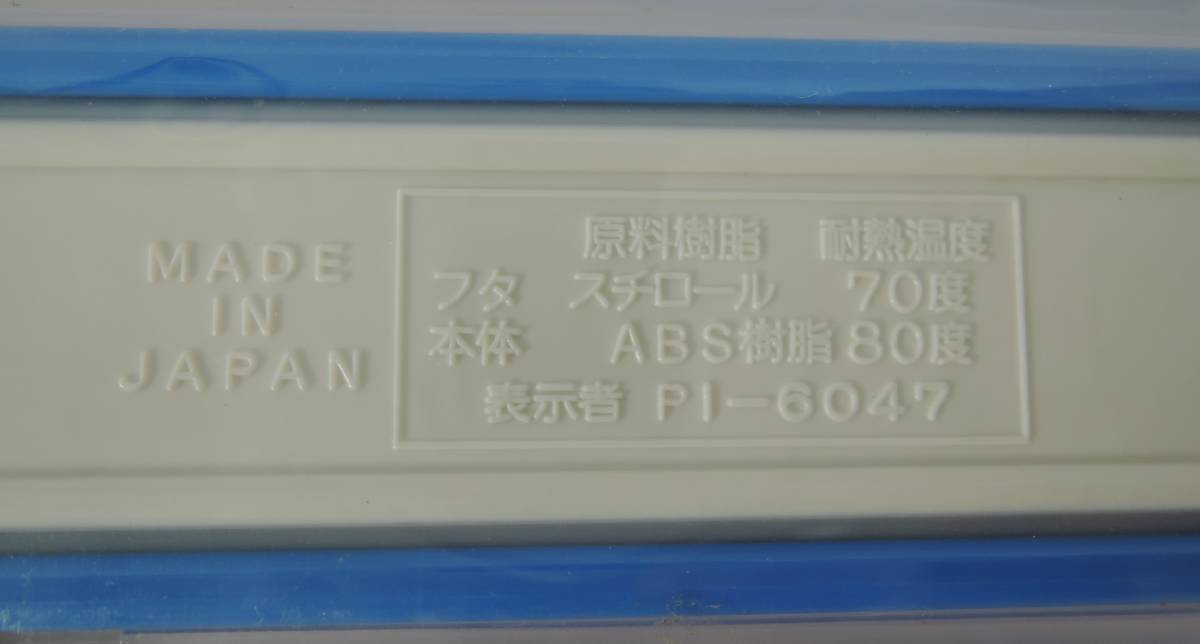 MADE
IN
JAPAN
原料樹脂 耐熱温度
フタ スチロール 70度
本体 ABS樹脂 80度
表示者 PI-6047